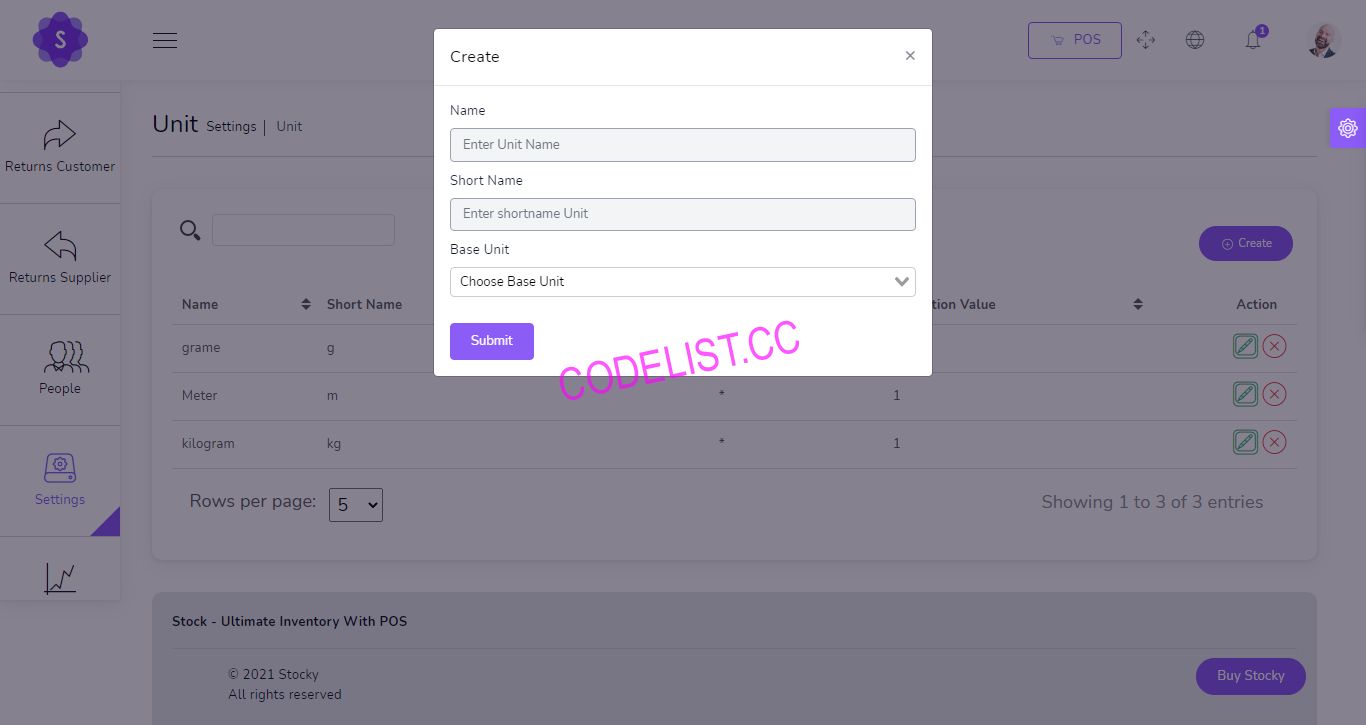 S
POS
1
Create
×
Name
Enter Unit Name
Short Name
Enter shortname Unit
Base Unit
Choose Base Unit
Submit
CODELIST.CC
Returns Customer
Returns Supplier
People
Settings
Unit Settings | Unit
Create
Name Short Name tion Value Action
grame g
Meter m * 1
kilogram kg * 1
Rows per page: 5 Showing 1 to 3 of 3 entries
Stock - Ultimate Inventory With POS
© 2021 Stocky
All rights reserved
Buy Stocky